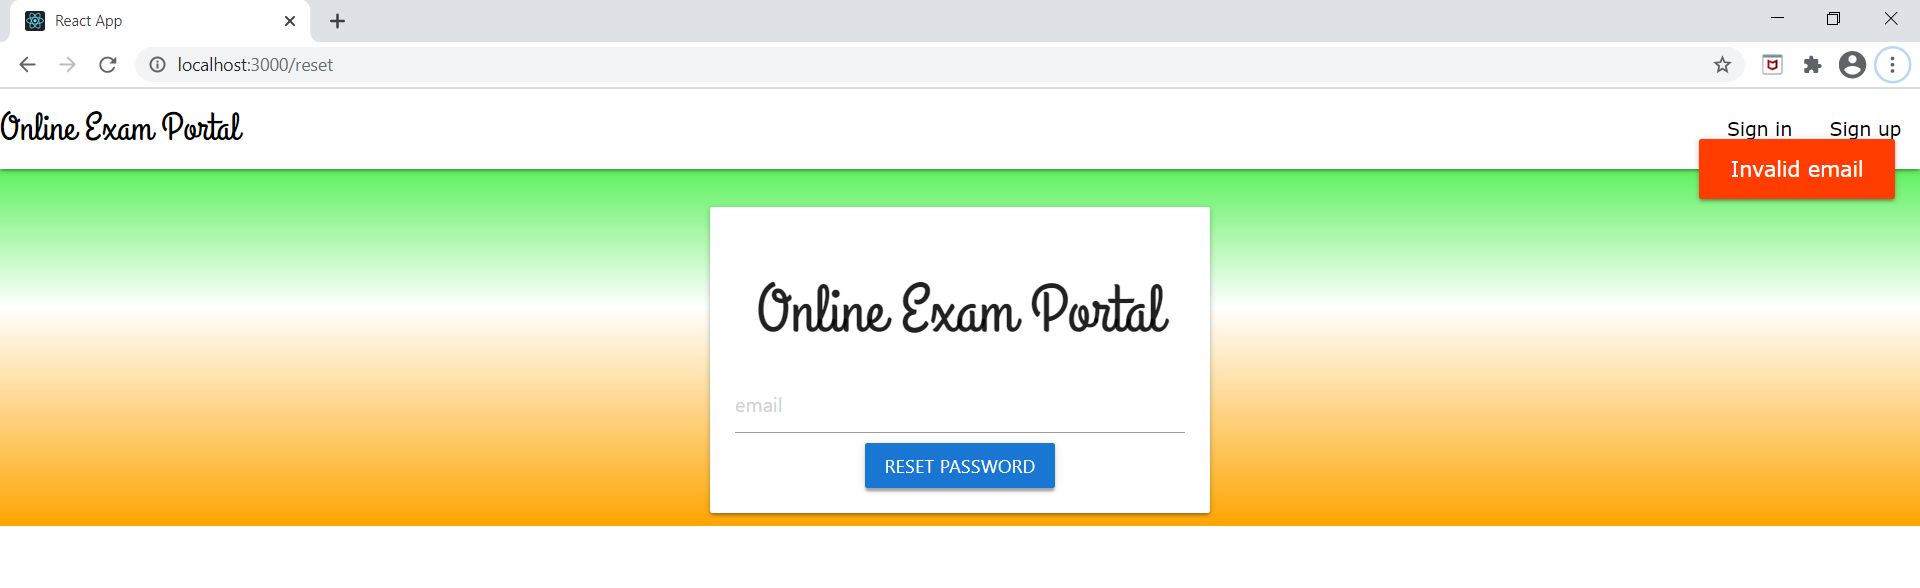 React App
localhost:3000/reset
Online Exam Portal
Sign in
Sign up
Invalid email
Online Exam Portal
email
RESET PASSWORD